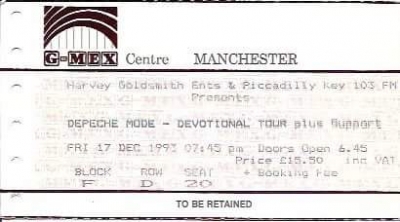 G-MEX Centre MANCHESTER
Harvey Goldsmith Ents & Piccadilly Key 103 FM
Presents
DEPECHE MODE - DEVOTIONAL TOUR plus Support
FRI 17 DEC 1993 07:45 pm Doors Open 6.45
Price £15.50 inc VAT
BLOCK ROW SEAT + Booking Fee
F D 20
TO BE RETAINED